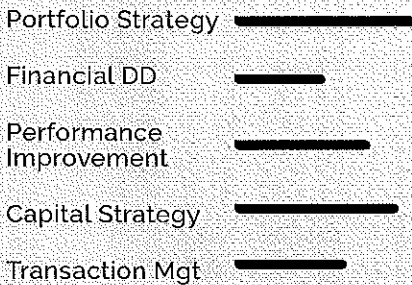 Portfolio Strategy
Financial DD
Performance
Improvement
Capital Strategy
Transaction Mgt